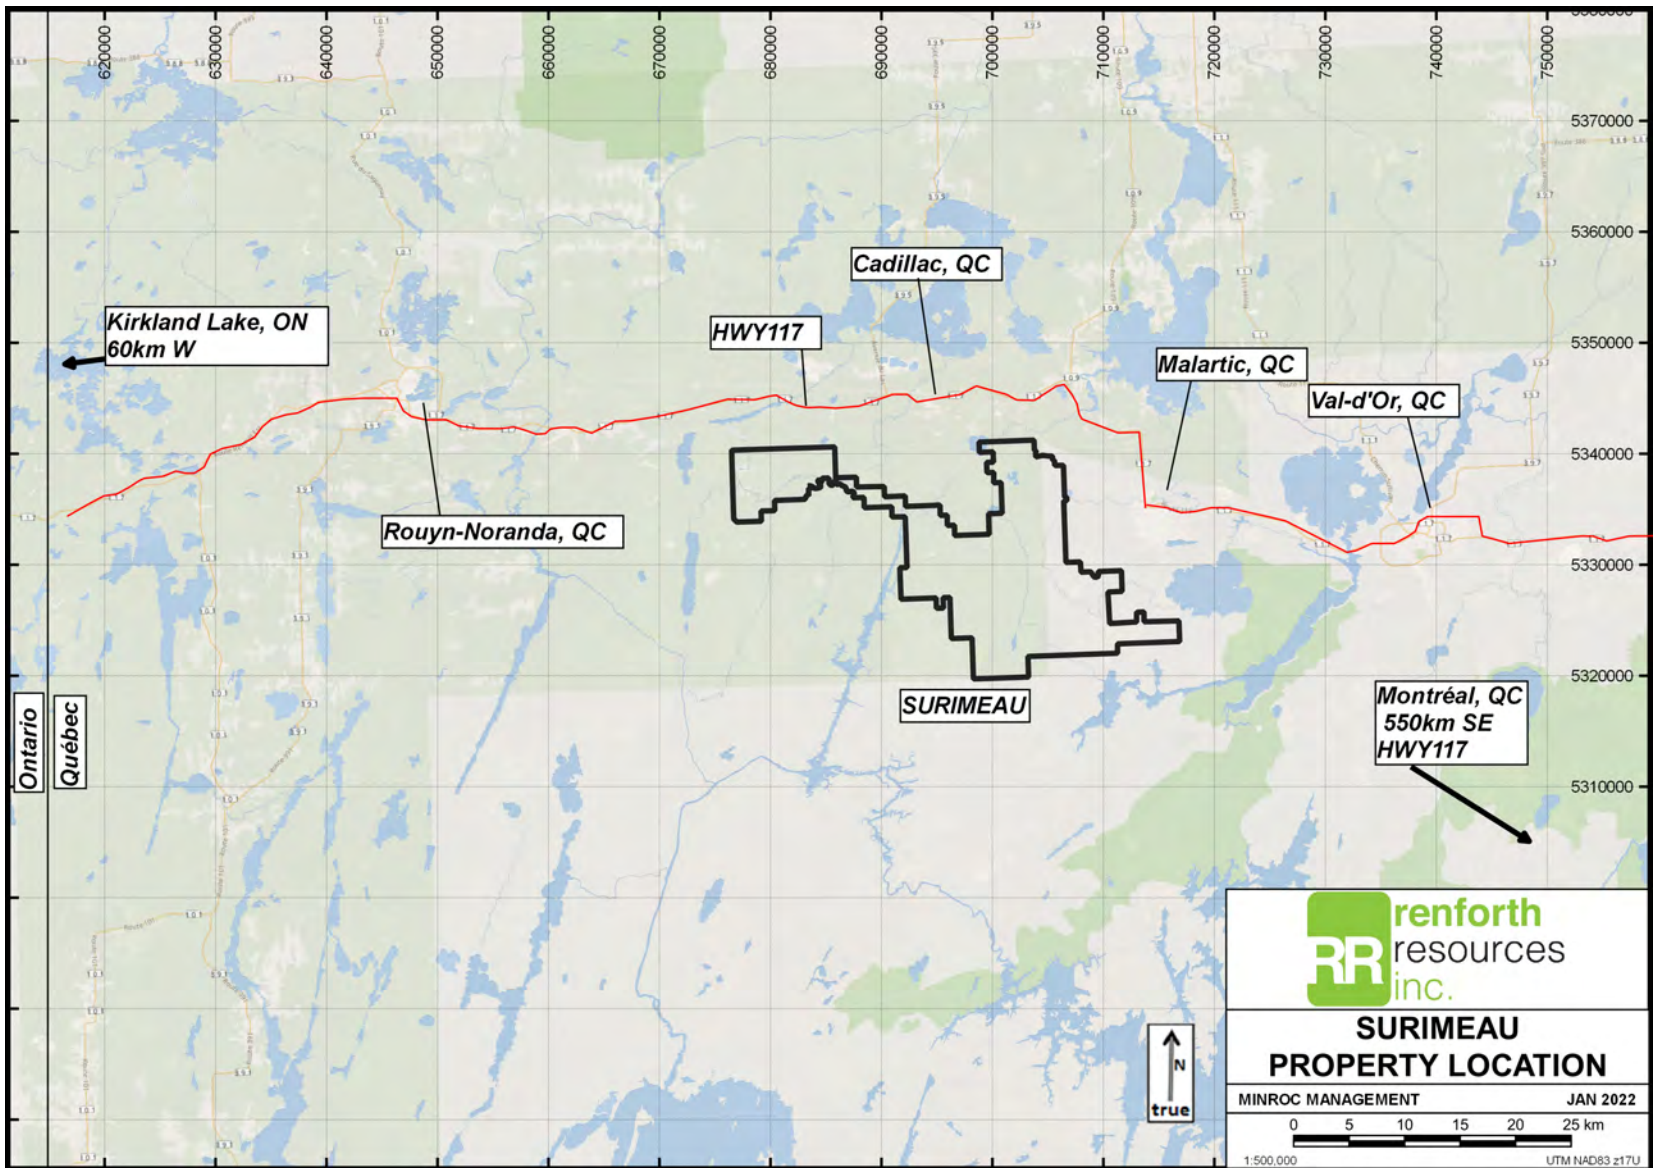 620000
630000
640000
650000
660000
670000
680000
690000
700000
710000
720000
730000
740000
750000
5370000
5360000
5350000
5340000
5330000
5320000
5310000
Cadillac, QC
Kirkland Lake, ON
60km W
HWY117
Malartic, QC
Val-d'Or, QC
Rouyn-Noranda, QC
SURIMEAU
Ontario
Québec
Montréal, QC
550km SE
HWY117
RR
renforth
resources
inc.
N
true
SURIMEAU
PROPERTY LOCATION
MINROC MANAGEMENT JAN 2022
0 5 10 15 20 25 km
1:500,000 UTM NAD83 z17U